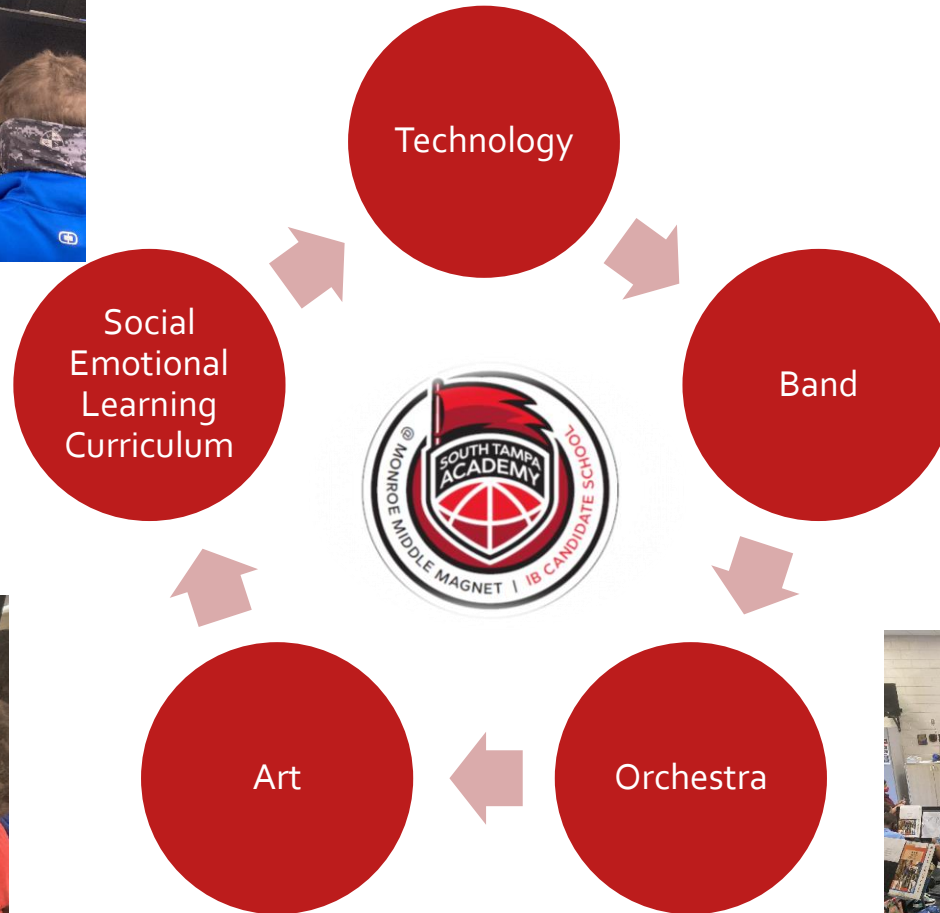 Technology
Social
Emotional
Learning
Curriculum
Band
SOUTH TAMPA
ACADEMY
@ MONROE MIDDLE MAGNET | IB CANDIDATE SCHOOL
Art
Orchestra